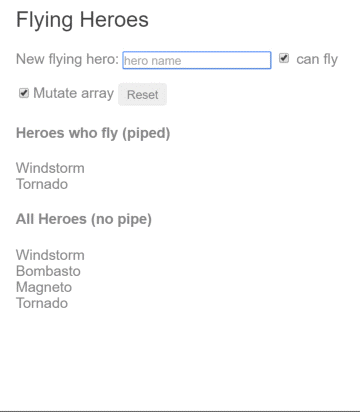 Flying Heroes
New flying hero: hero name can fly
Mutate array Reset
Heroes who fly (piped)
Windstorm
Tornado
All Heroes (no pipe)
Windstorm
Bombasto
Magneto
Tornado